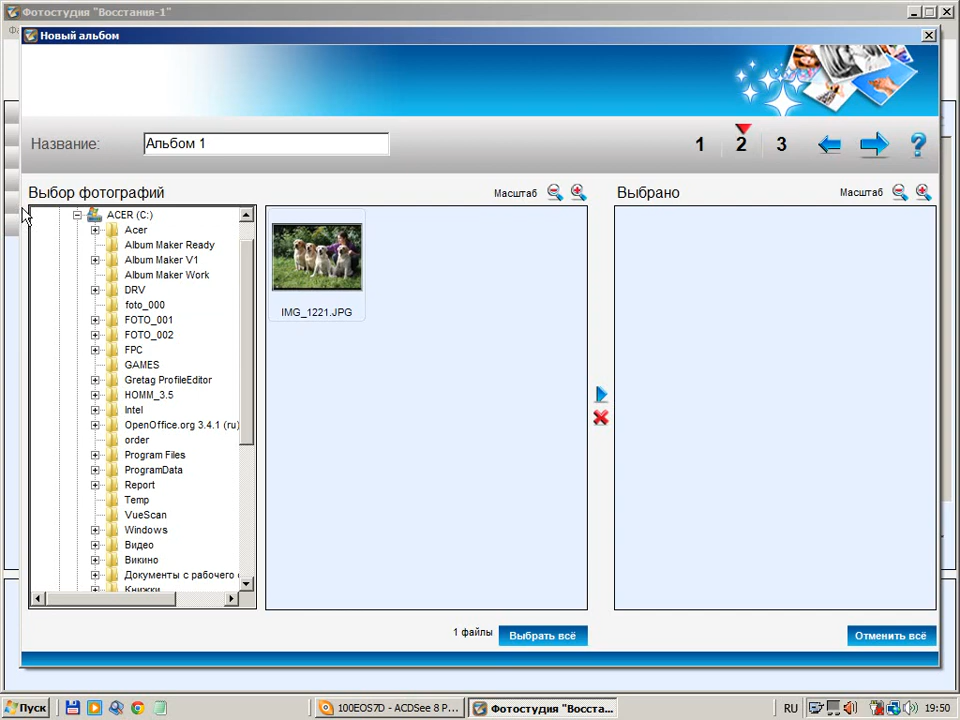 Фотостудия "Восстания-1"
Новый альбом
Название: Альбом 1 1 2 3
Выбор фотографий Масштаб Выбрано Масштаб
ACER (C:)
Acer
Album Maker Ready
Album Maker V1
Album Maker Work
DRV
foto_000
FOTO_001
FOTO_002
FPC
GAMES
Gretag ProfileEditor
HOMM_3.5
Intel
OpenOffice.org 3.4.1 (ru)
order
Program Files
ProgramData
Report
Temp
VueScan
Windows
Видео
Викино
Документы с рабочего
Книжки
IMG_1221.JPG
1 файлы Выбрать всё Отменить всё
Пуск 100EOS7D - ACDSee 8 P... Фотостудия "Восста... RU 19:50